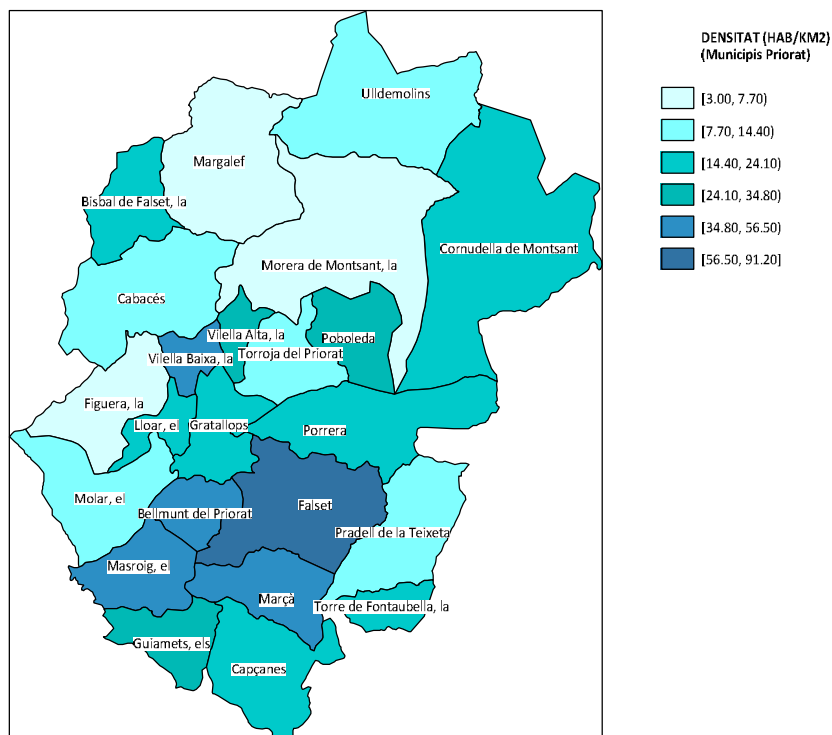 DENSITAT (HAB/KM2)
(Municipis Priorat)
[3.00, 7.70)
[7.70, 14.40)
[14.40, 24.10)
[24.10, 34.80)
[34.80, 56.50)
[56.50, 91.20]
Ulldemolins
Margalef
Bisbal de Falset, la
Cornudella de Montsant
Morera de Montsant, la
Cabacés
Vilella Alta, la
Poboleda
Vilella Baixa, la
Torroja del Priorat
Figuera, la
Lloar, el
Gratallops
Porrera
Molar, el
Bellmunt del Priorat
Falset
Pradell de la Teixeta
Masroig, el
Marçà
Torre de Fontaubella, la
Guiamets, els
Capçanes